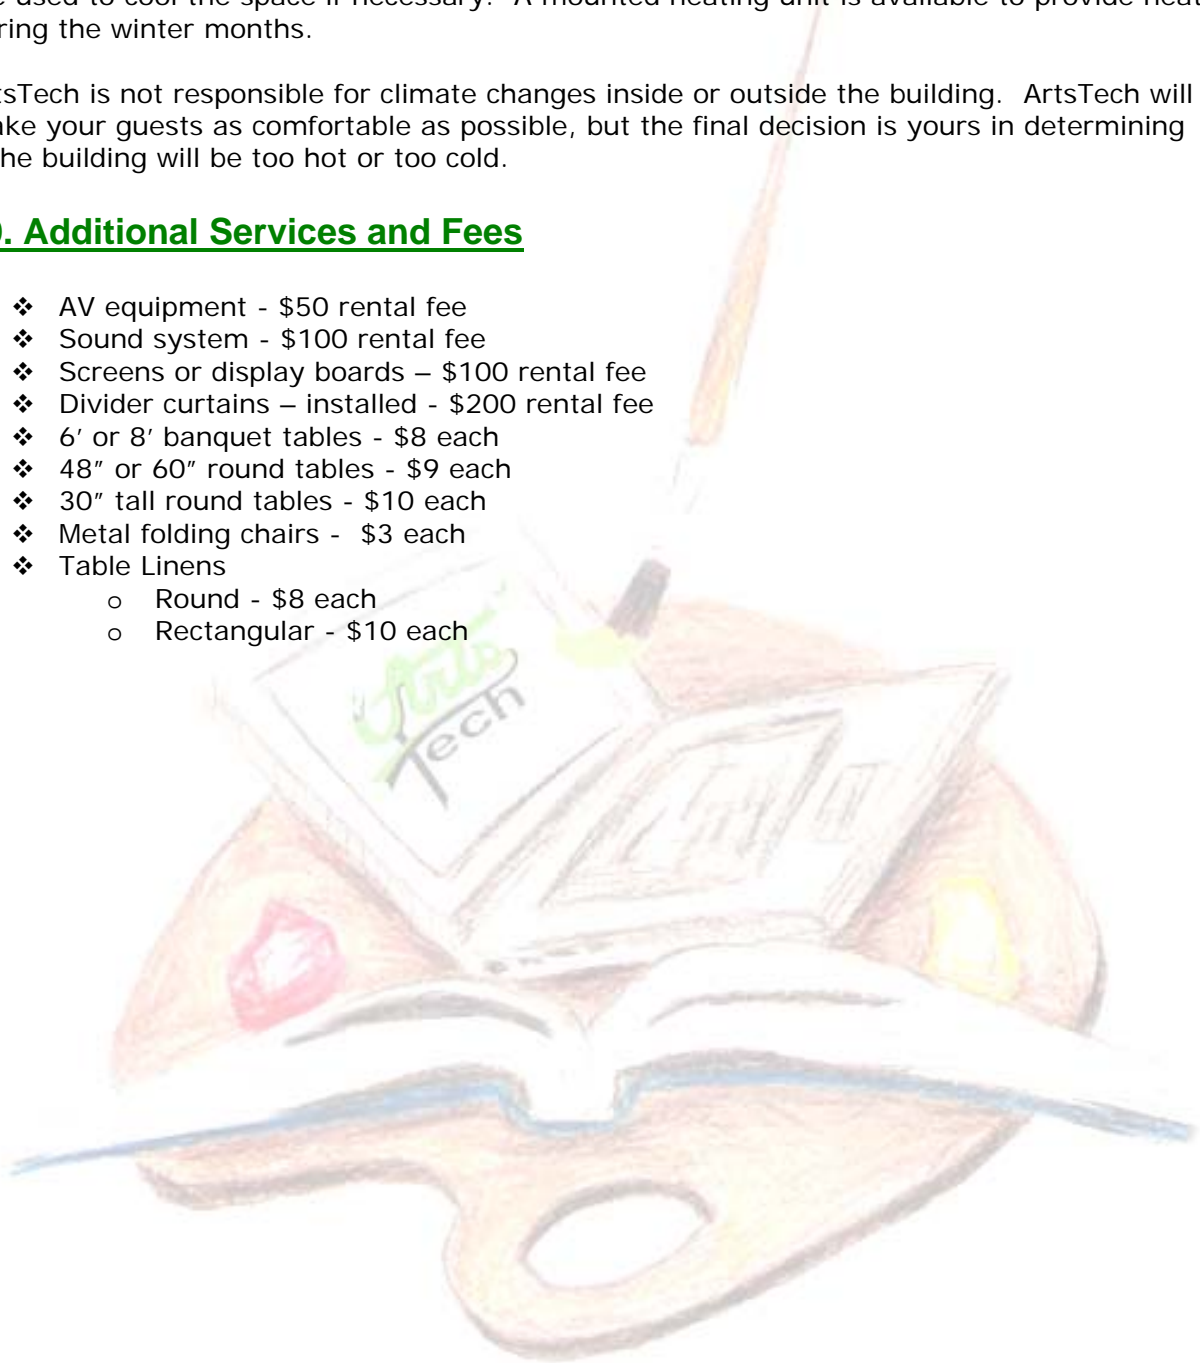 used to cool the space if necessary. A mounted heating unit is available to provide heat
ring the winter months.
tsTech is not responsible for climate changes inside or outside the building. ArtsTech will
ake your guests as comfortable as possible, but the final decision is yours in determining
he building will be too hot or too cold.
. Additional Services and Fees
❖ AV equipment - $50 rental fee
❖ Sound system - $100 rental fee
❖ Screens or display boards – $100 rental fee
❖ Divider curtains – installed - $200 rental fee
❖ 6’ or 8’ banquet tables - $8 each
❖ 48” or 60” round tables - $9 each
❖ 30” tall round tables - $10 each
❖ Metal folding chairs - $3 each
❖ Table Linens
o Round - $8 each
o Rectangular - $10 each
Arts
Tech